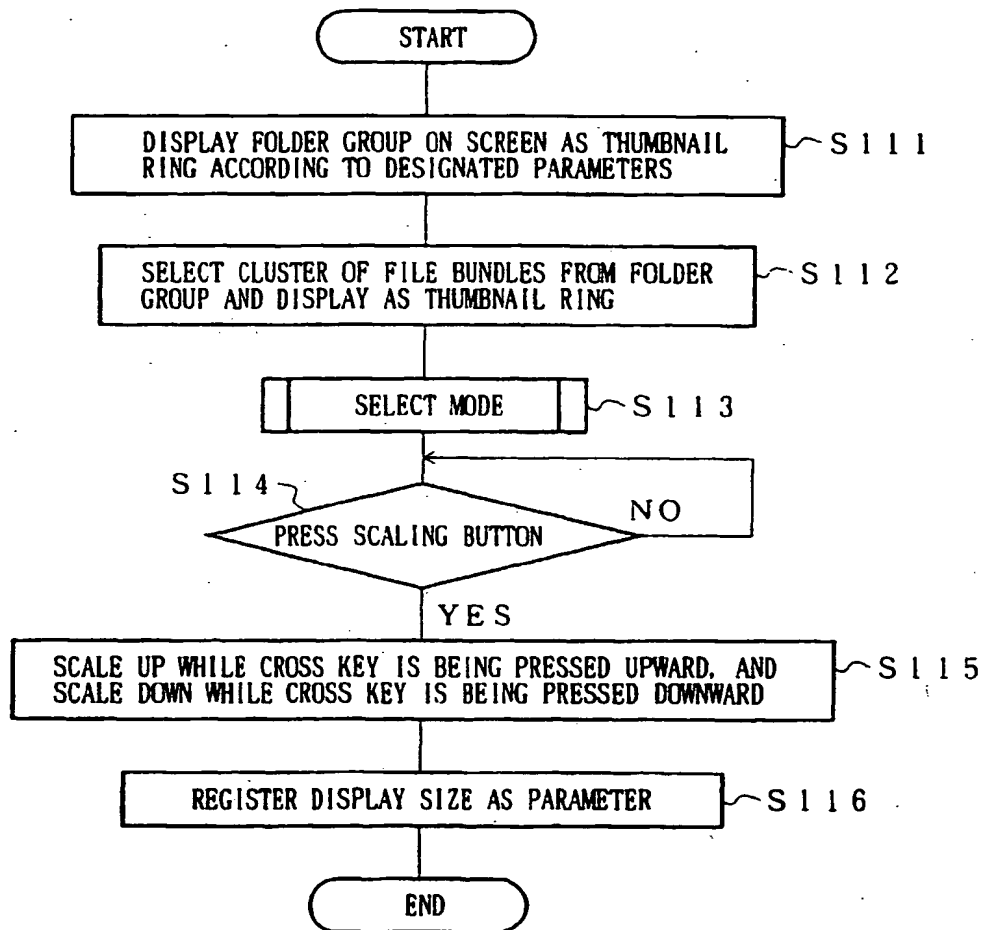 START
DISPLAY FOLDER GROUP ON SCREEN AS THUMBNAIL
RING ACCORDING TO DESIGNATED PARAMETERS
S111
SELECT CLUSTER OF FILE BUNDLES FROM FOLDER
GROUP AND DISPLAY AS THUMBNAIL RING
S112
SELECT MODE
S113
S114
PRESS SCALING BUTTON
NO
YES
SCALE UP WHILE CROSS KEY IS BEING PRESSED UPWARD, AND
SCALE DOWN WHILE CROSS KEY IS BEING PRESSED DOWNWARD
S115
REGISTER DISPLAY SIZE AS PARAMETER
S116
END